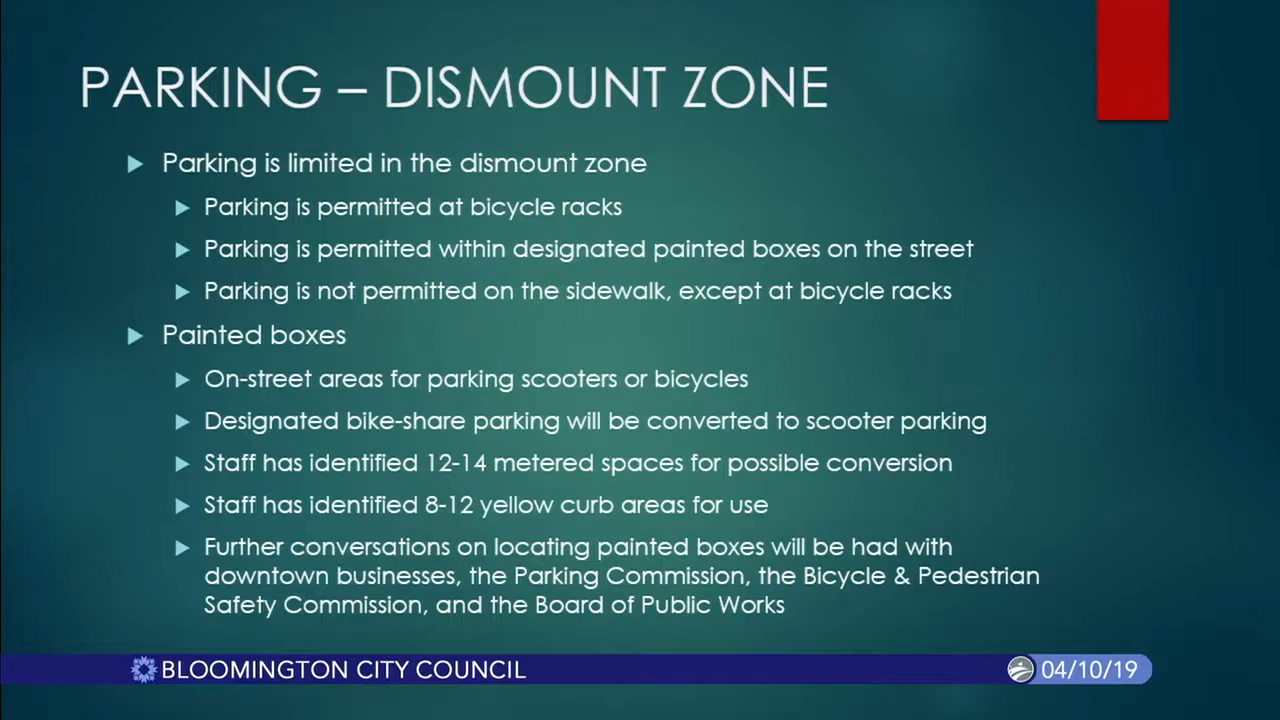 PARKING – DISMOUNT ZONE
Parking is limited in the dismount zone
Parking is permitted at bicycle racks
Parking is permitted within designated painted boxes on the street
Parking is not permitted on the sidewalk, except at bicycle racks
Painted boxes
On-street areas for parking scooters or bicycles
Designated bike-share parking will be converted to scooter parking
Staff has identified 12-14 metered spaces for possible conversion
Staff has identified 8-12 yellow curb areas for use
Further conversations on locating painted boxes will be had with
downtown businesses, the Parking Commission, the Bicycle & Pedestrian
Safety Commission, and the Board of Public Works
BLOOMINGTON CITY COUNCIL
04/10/19